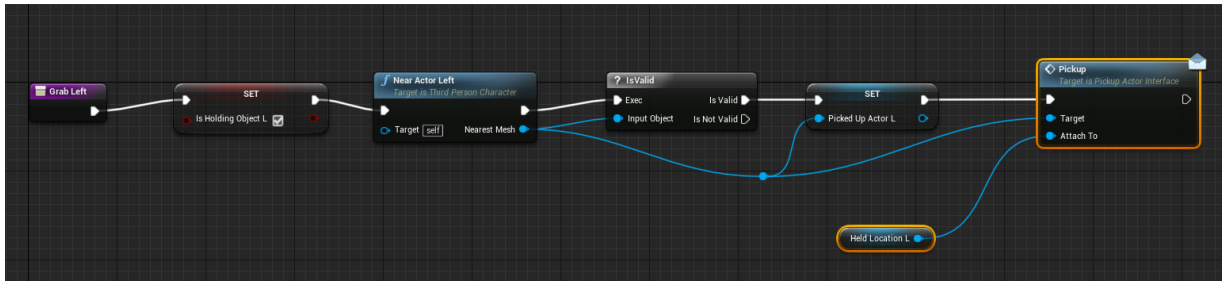 Grab Left
SET
Is Holding Object L
f Near Actor Left
Target is Third Person Character
Target self
Nearest Mesh
? IsValid
Exec
Is Valid
Input Object
Is Not Valid
SET
Picked Up Actor L
Pickup
Target is Pickup Actor Interface
Target
Attach To
Held Location L